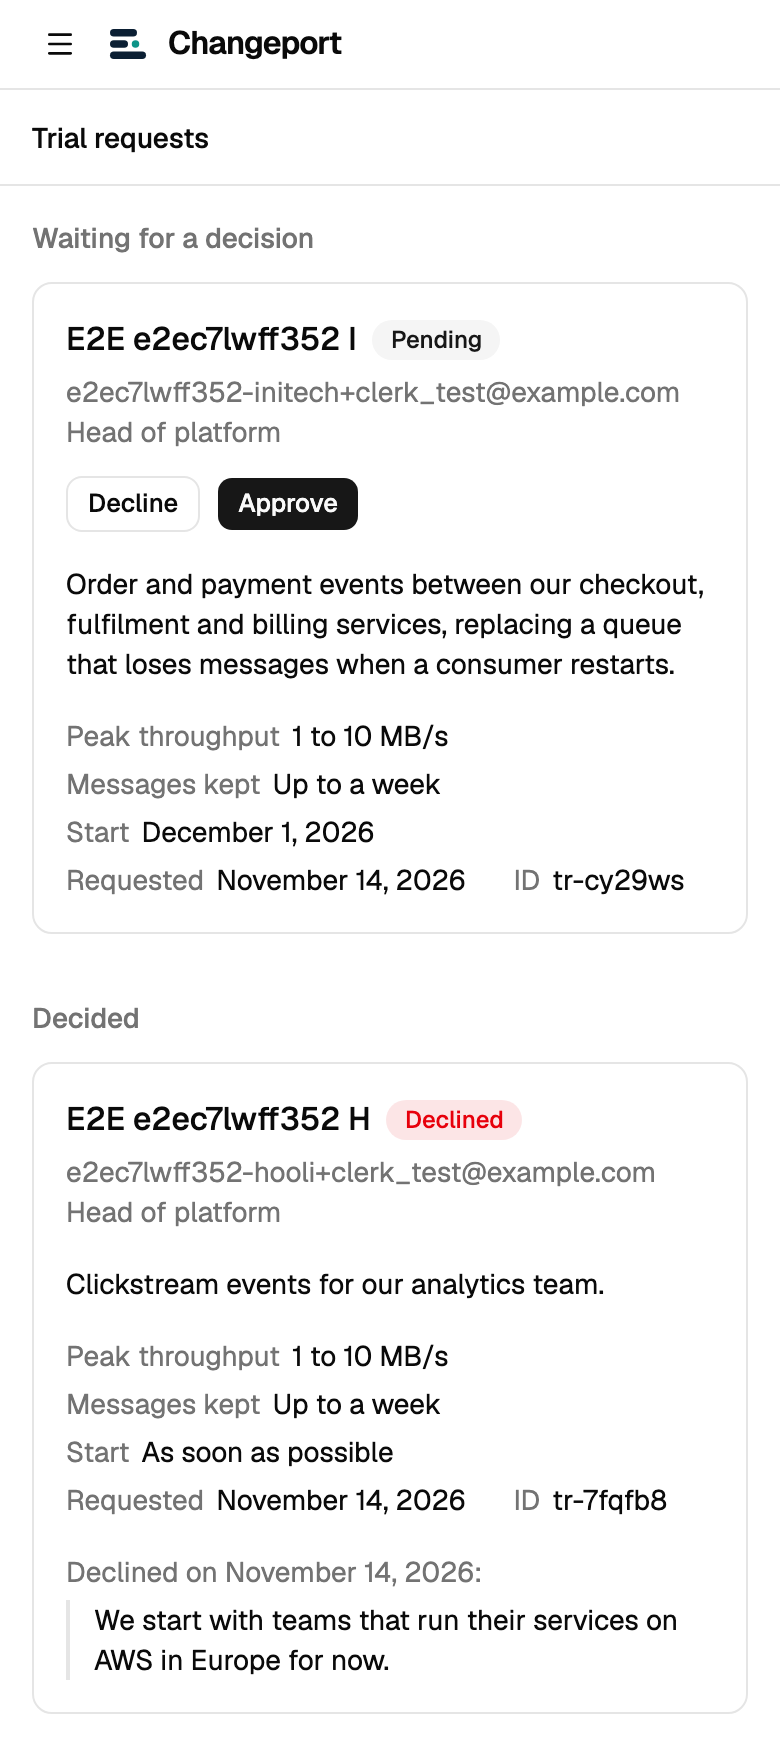 Changeport
Trial requests
Waiting for a decision
E2E e2ec7lwff352 I Pending
e2ec7lwff352-initech+clerk_test@example.com
Head of platform
Decline Approve
Order and payment events between our checkout,
fulfilment and billing services, replacing a queue
that loses messages when a consumer restarts.
Peak throughput 1 to 10 MB/s
Messages kept Up to a week
Start December 1, 2026
Requested November 14, 2026 ID tr-cy29ws
Decided
E2E e2ec7lwff352 H Declined
e2ec7lwff352-hooli+clerk_test@example.com
Head of platform
Clickstream events for our analytics team.
Peak throughput 1 to 10 MB/s
Messages kept Up to a week
Start As soon as possible
Requested November 14, 2026 ID tr-7fqfb8
Declined on November 14, 2026:
We start with teams that run their services on
AWS in Europe for now.